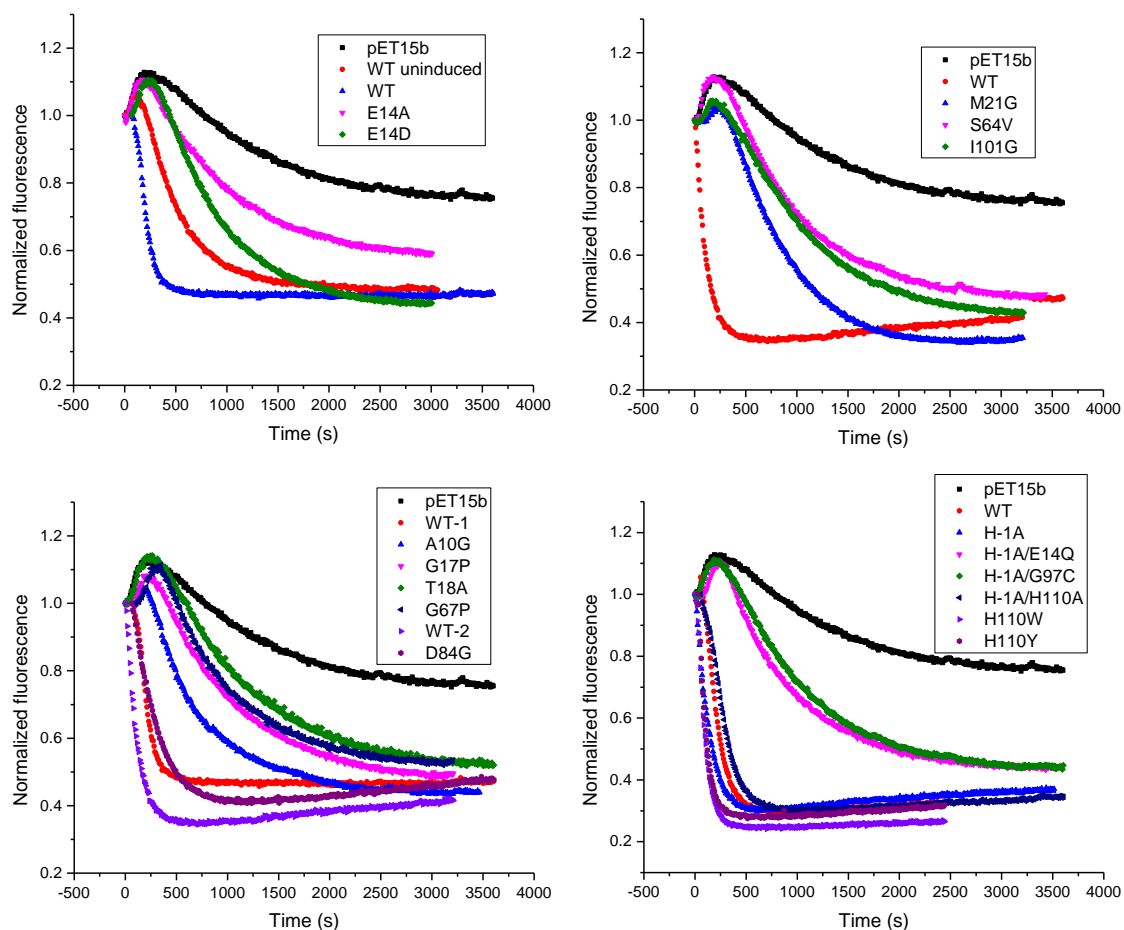 pET15b
WT uninduced
WT
E14A
E14D
1.2
1.0
0.8
0.6
0.4
0.2
Normalized fluorescence
-500 0 500 1000 1500 2000 2500 3000 3500 4000
Time (s)
pET15b
WT
M21G
S64V
I101G
1.2
1.0
0.8
0.6
0.4
0.2
Normalized fluorescence
-500 0 500 1000 1500 2000 2500 3000 3500 4000
Time (s)
pET15b
WT-1
A10G
G17P
T18A
G67P
WT-2
D84G
1.2
1.0
0.8
0.6
0.4
0.2
Normalized fluorescence
-500 0 500 1000 1500 2000 2500 3000 3500 4000
Time (s)
pET15b
WT
H-1A
H-1A/E14Q
H-1A/G97C
H-1A/H110A
H110W
H110Y
1.2
1.0
0.8
0.6
0.4
0.2
Normalized fluorescence
-500 0 500 1000 1500 2000 2500 3000 3500 4000
Time (s)